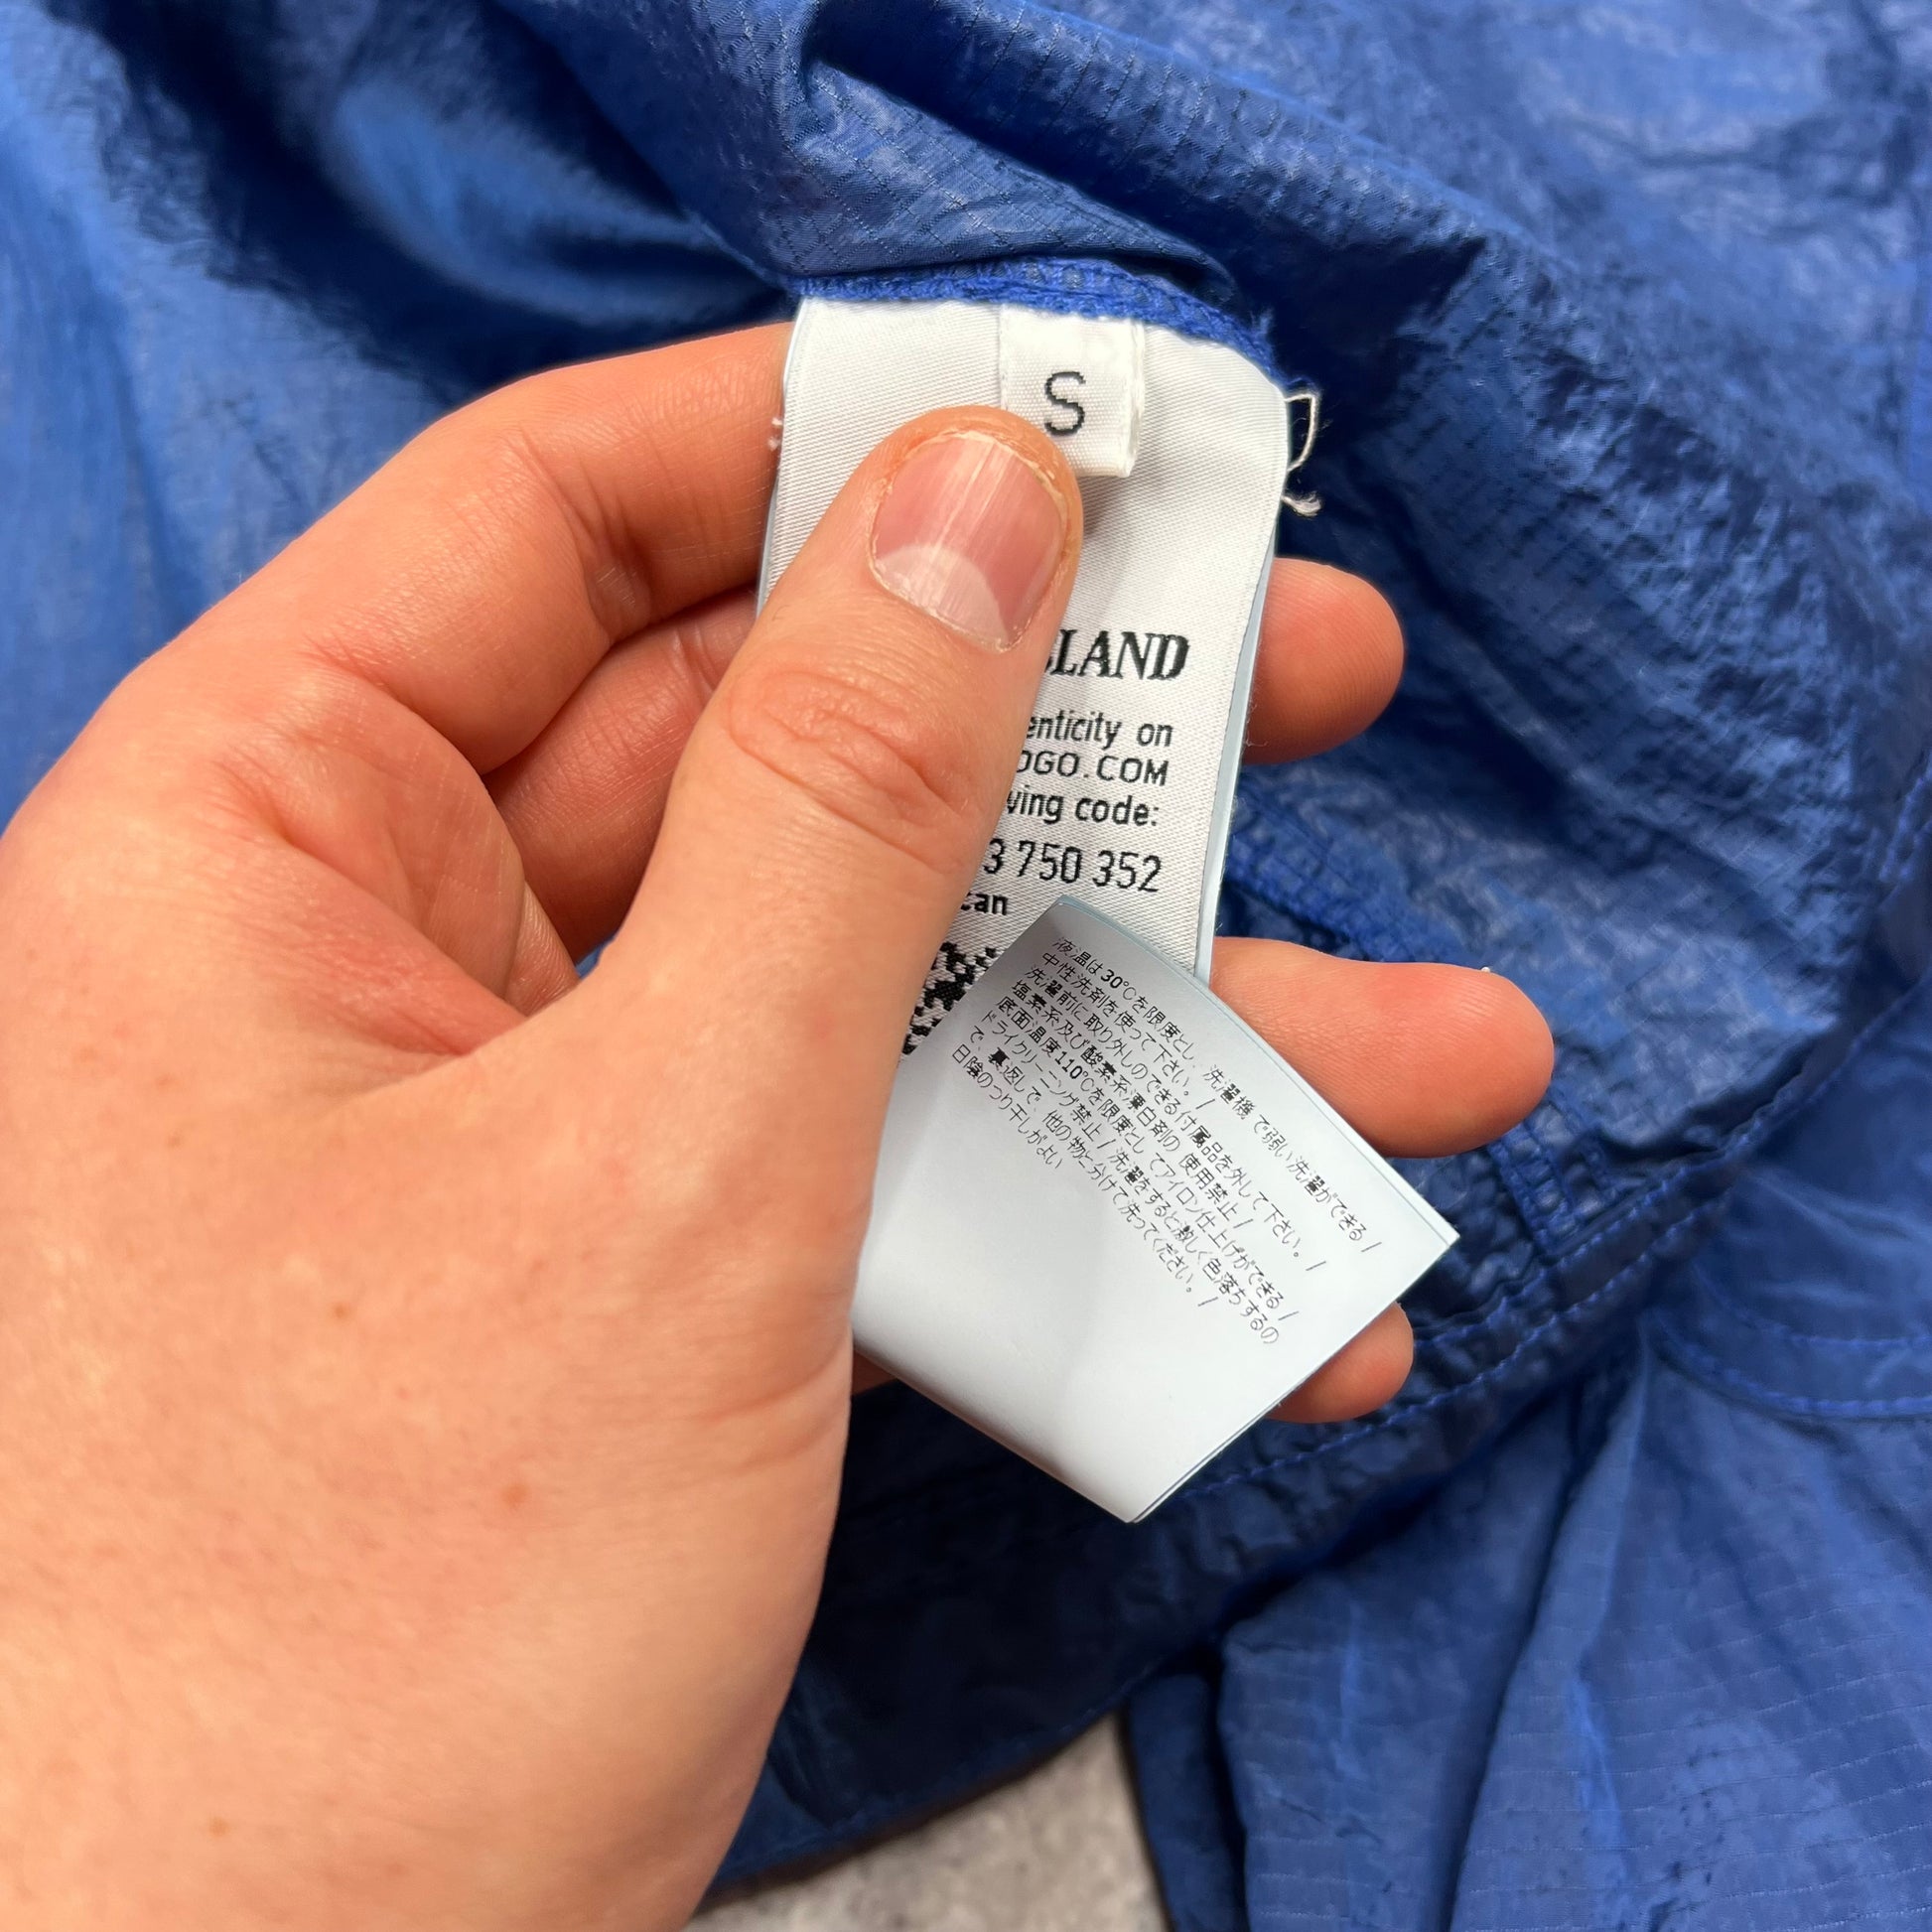 S
LAND
enticity on
OGO.COM
ving code:
3 750 352
can
液温は30℃を限度とし、洗濯機で弱い洗濯ができる/
中性洗剤を使って下さい。/
洗濯前に取り外しのできる付属品を外して下さい。/
塩素系及び酸素系漂白剤の使用禁止/
底面温度110℃を限度としてアイロン仕上げができる/
ドライクリーニング禁止/洗濯をすると激しく色落ちするの
で、裏返しで、他の物と分けて洗ってください。/
日陰のつり干しがよい